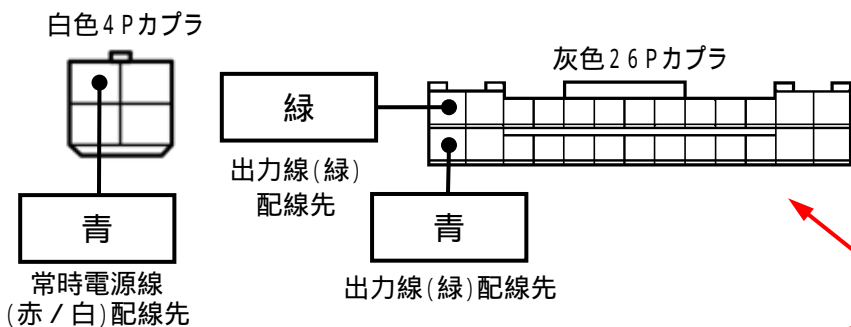 白色4Pカプラ
灰色26Pカプラ
緑
出力線(緑)
配線先
青
常時電源線
(赤/白)配線先
青
出力線(緑)配線先